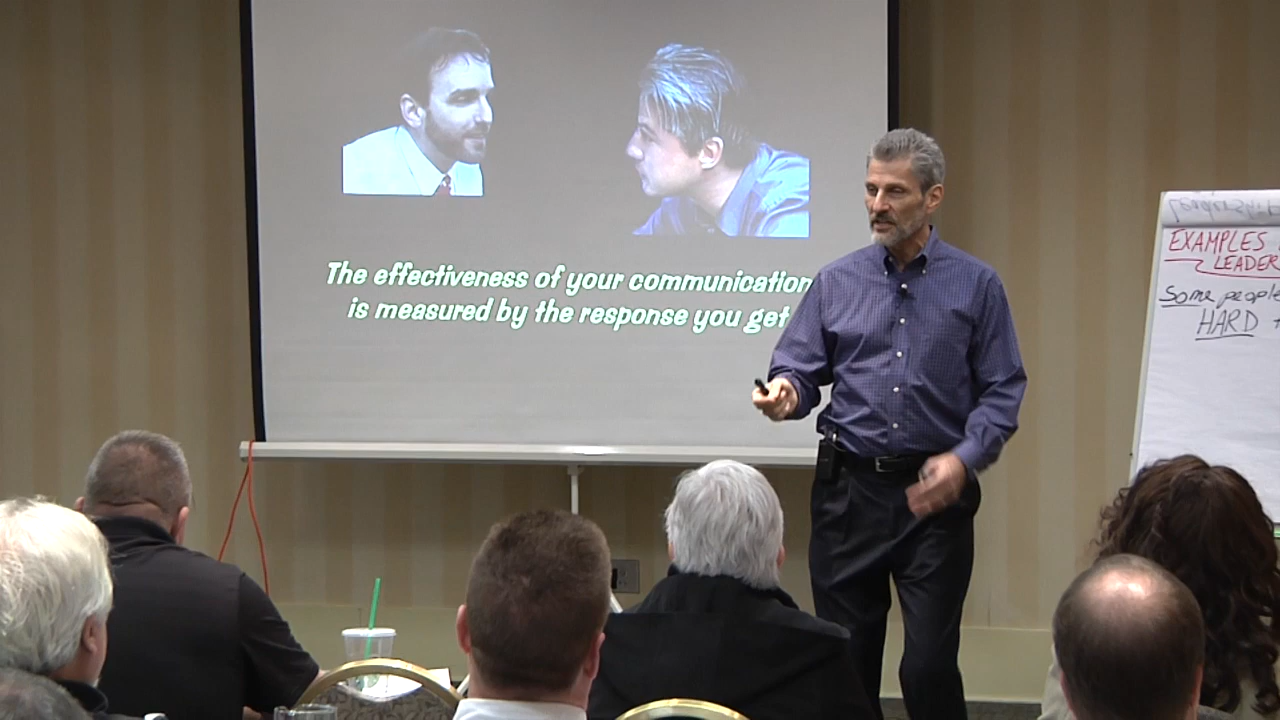 The effectiveness of your communication
is measured by the response you get
EXAMPLES
LEADER
Some people
HARD